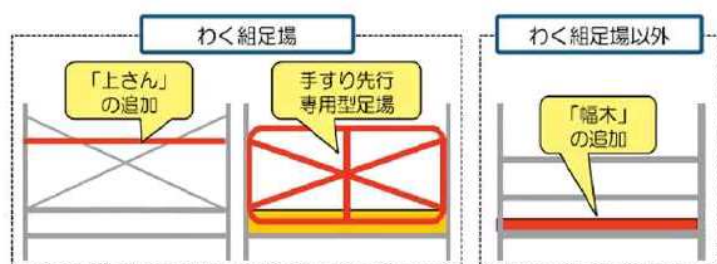 わく組足場
わく組足場以外
「上さん」
の追加
手すり先行
専用型足場
「幅木」
の追加